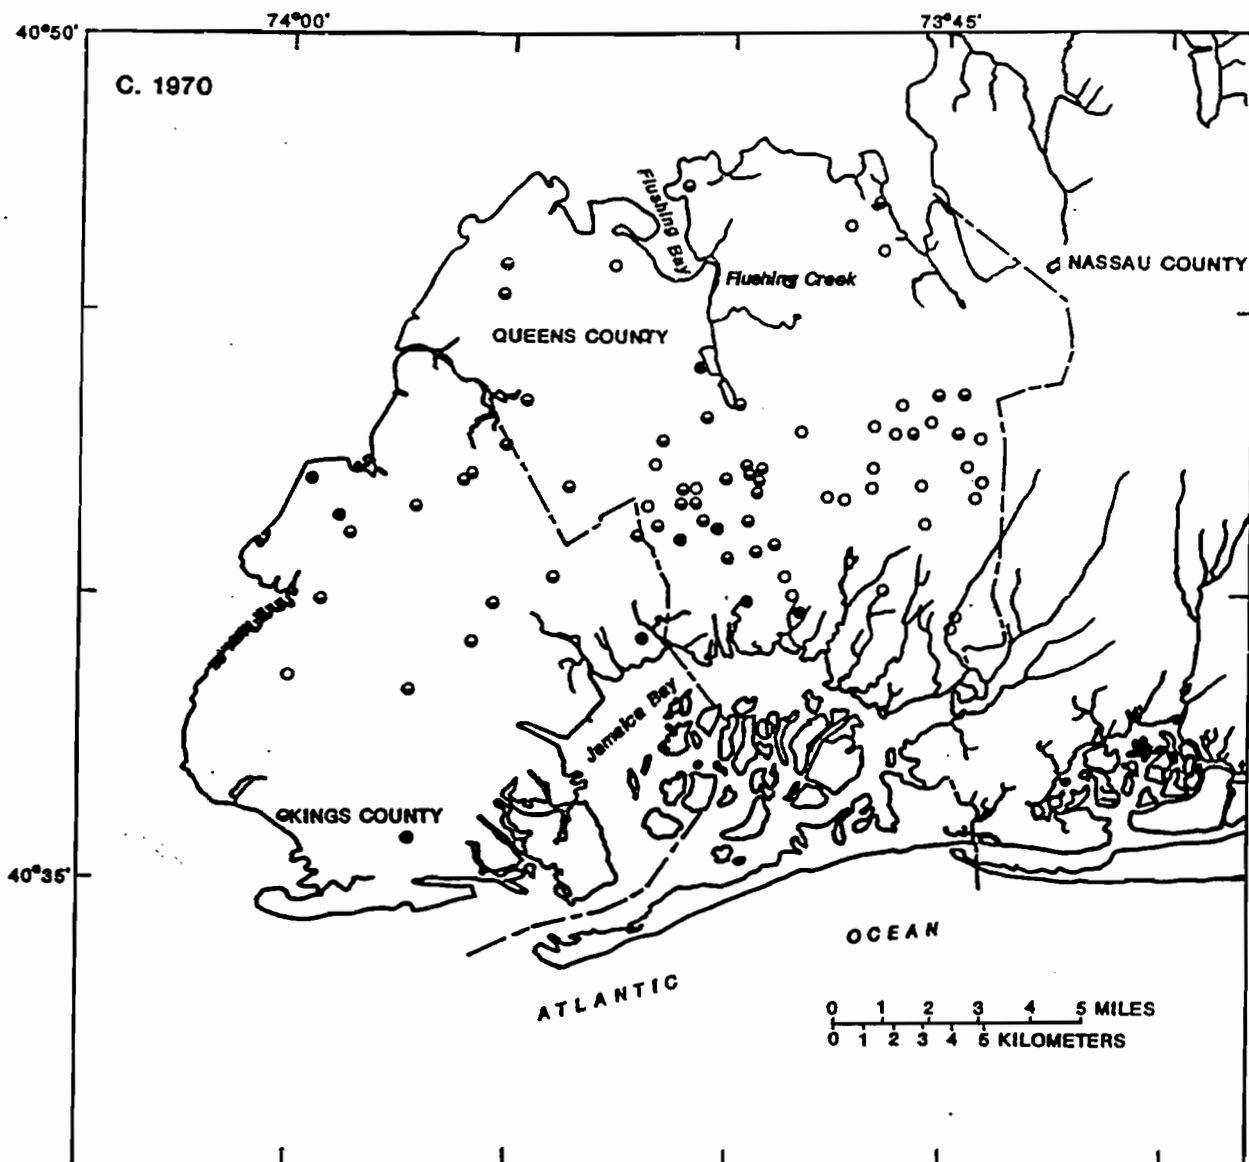 74°00'
73°45'
40°50'
C. 1970
Flushing Bay
NASSAU COUNTY
Flushing Creek
QUEENS COUNTY
Jamaica Bay
KINGS COUNTY
40°35'
OCEAN
ATLANTIC
0 1 2 3 4 5 MILES
0 1 2 3 4 5 KILOMETERS